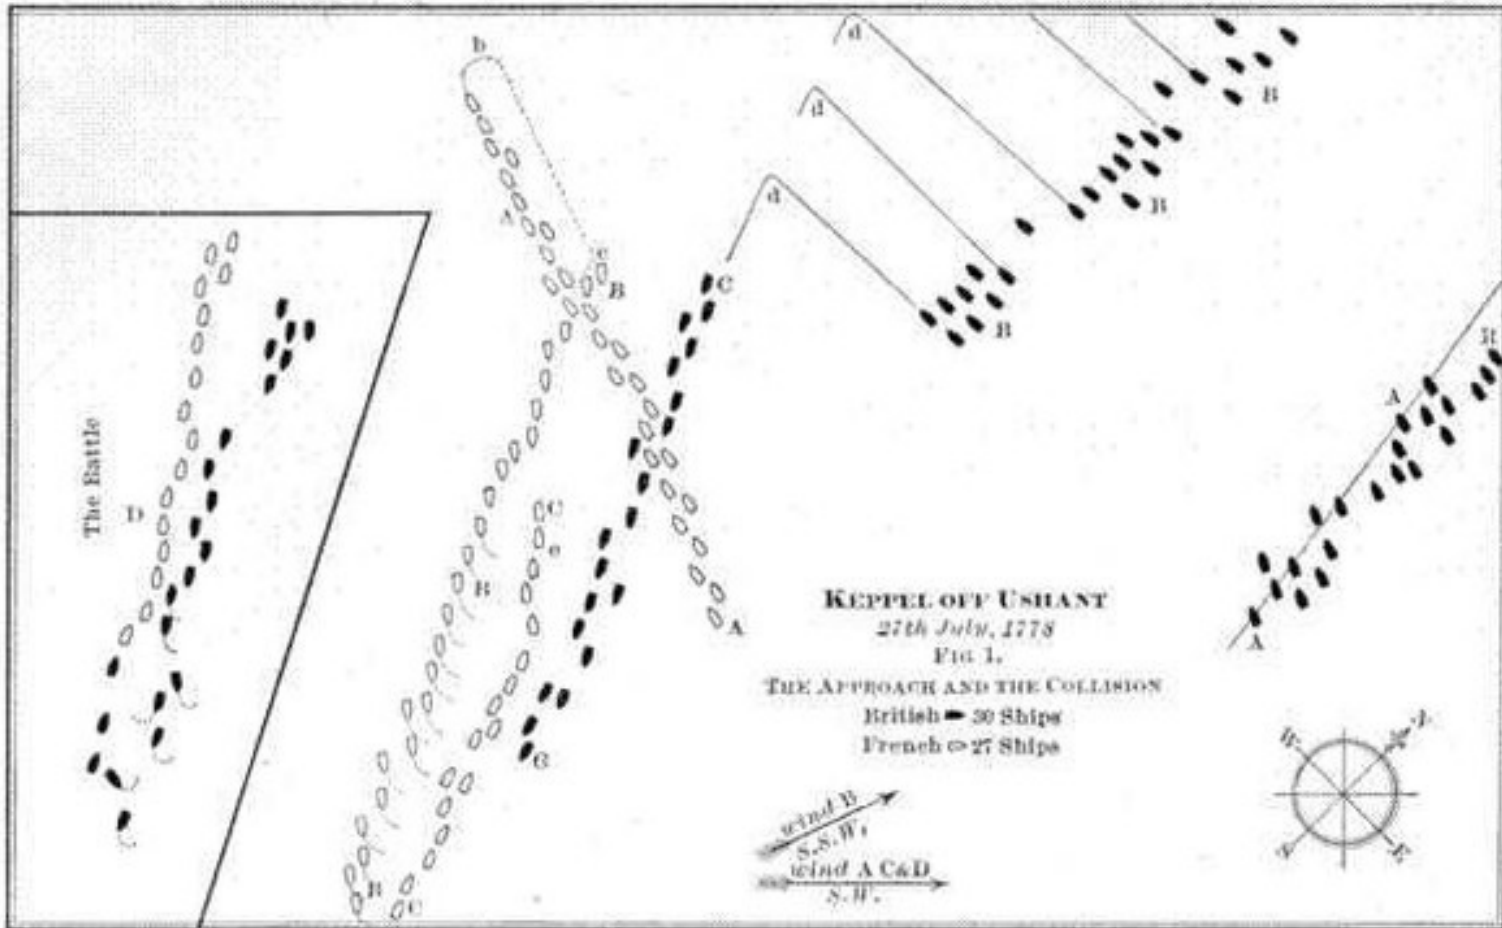 b
d
d
d
B
B
B
A
c
B
C
R
A
A
The Battle
D
C
e
B
A
C
B
C
KEPPEL OFF USHANT
27th July, 1778
FIG 1.
THE APPROACH AND THE COLLISION
British 30 Ships
French 27 Ships
wind B
S.S.W.
wind A C&D
S.W.
W
S
E